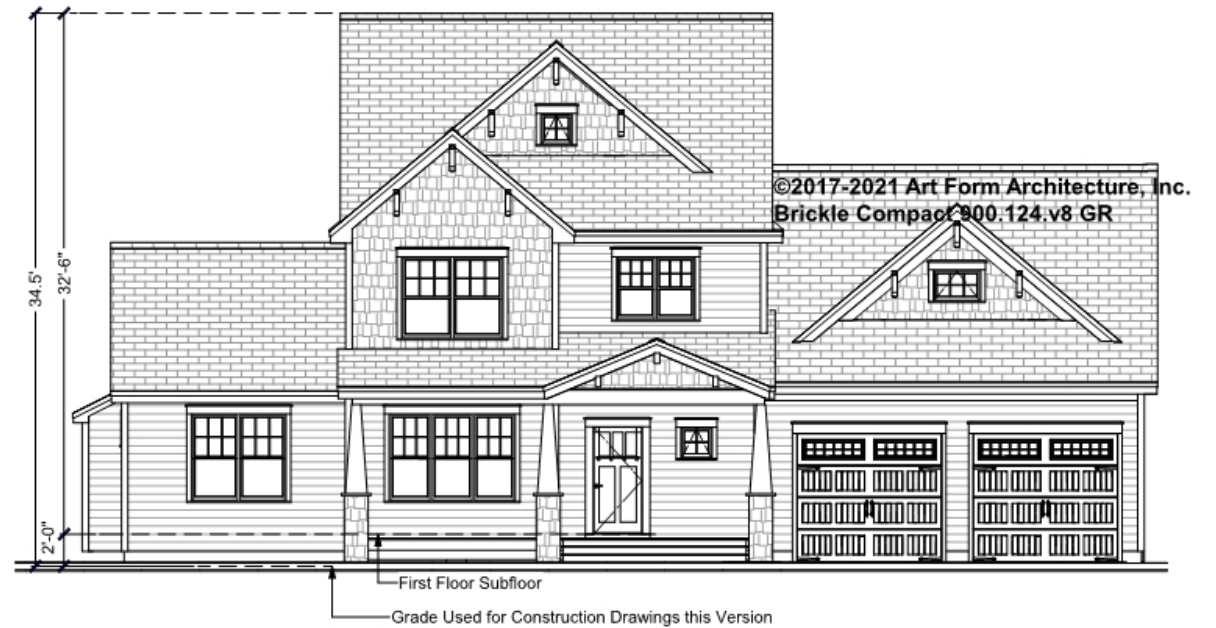 ©2017-2021 Art Form Architecture, Inc.
Brickle Compact 900.124.v8 GR
34.5'
32'-6"
2'-0"
First Floor Subfloor
Grade Used for Construction Drawings this Version